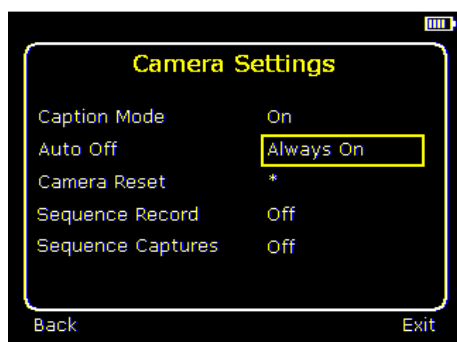 Camera Settings
Caption Mode On
Auto Off Always On
Camera Reset *
Sequence Record Off
Sequence Captures Off
Back Exit